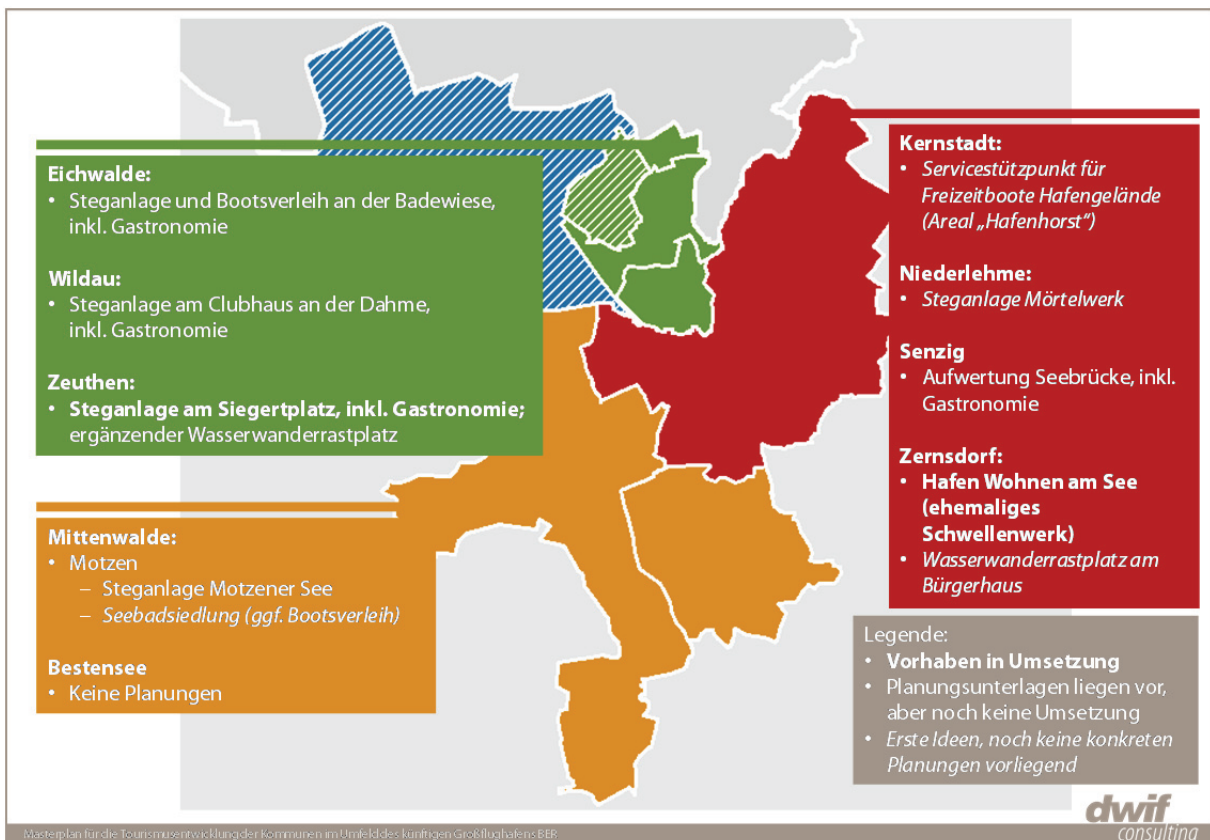 Eichwalde:
• Steganlage und Bootsverleih an der Badewiese,
inkl. Gastronomie
Wildau:
• Steganlage am Clubhaus an der Dahme,
inkl. Gastronomie
Zeuthen:
• Steganlage am Siegertplatz, inkl. Gastronomie;
ergänzender Wasserwanderrastplatz
Mittenwalde:
• Motzen
– Steganlage Motzener See
– Seebadsiedlung (ggf. Bootsverleih)
Bestensee
• Keine Planungen
Kernstadt:
• Servicestützpunkt für
Freizeitboote Hafengelände
(Areal „Hafenhorst“)
Niederlehme:
• Steganlage Mörtelwerk
Senzig
• Aufwertung Seebrücke, inkl.
Gastronomie
Zernsdorf:
• Hafen Wohnen am See
(ehemaliges
Schwellenwerk)
• Wasserwanderrastplatz am
Bürgerhaus
Legende:
• Vorhaben in Umsetzung
• Planungsunterlagen liegen vor,
aber noch keine Umsetzung
• Erste Ideen, noch keine konkreten
Planungen vorliegend
Masterplan für die Tourismusentwicklung der Kommunen im Umfeld des künftigen Großflughafens BER
dwif
consulting